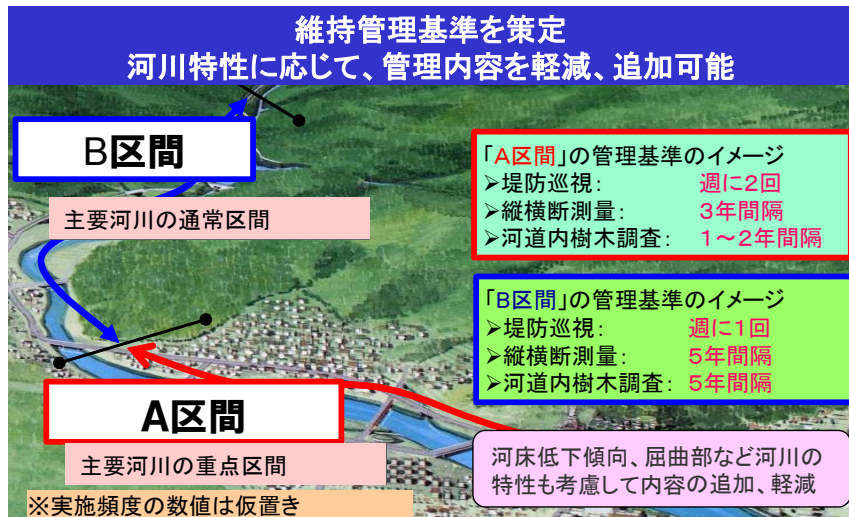 維持管理基準を策定
河川特性に応じて、管理内容を軽減、追加可能
B区間
主要河川の通常区間
「A区間」の管理基準のイメージ
➢堤防巡視： 週に２回
➢縦横断測量： ３年間隔
➢河道内樹木調査： １～２年間隔
「B区間」の管理基準のイメージ
➢堤防巡視： 週に１回
➢縦横断測量： ５年間隔
➢河道内樹木調査： ５年間隔
A区間
主要河川の重点区間
河床低下傾向、屈曲部など河川の
特性も考慮して内容の追加、軽減
※実施頻度の数値は仮置き